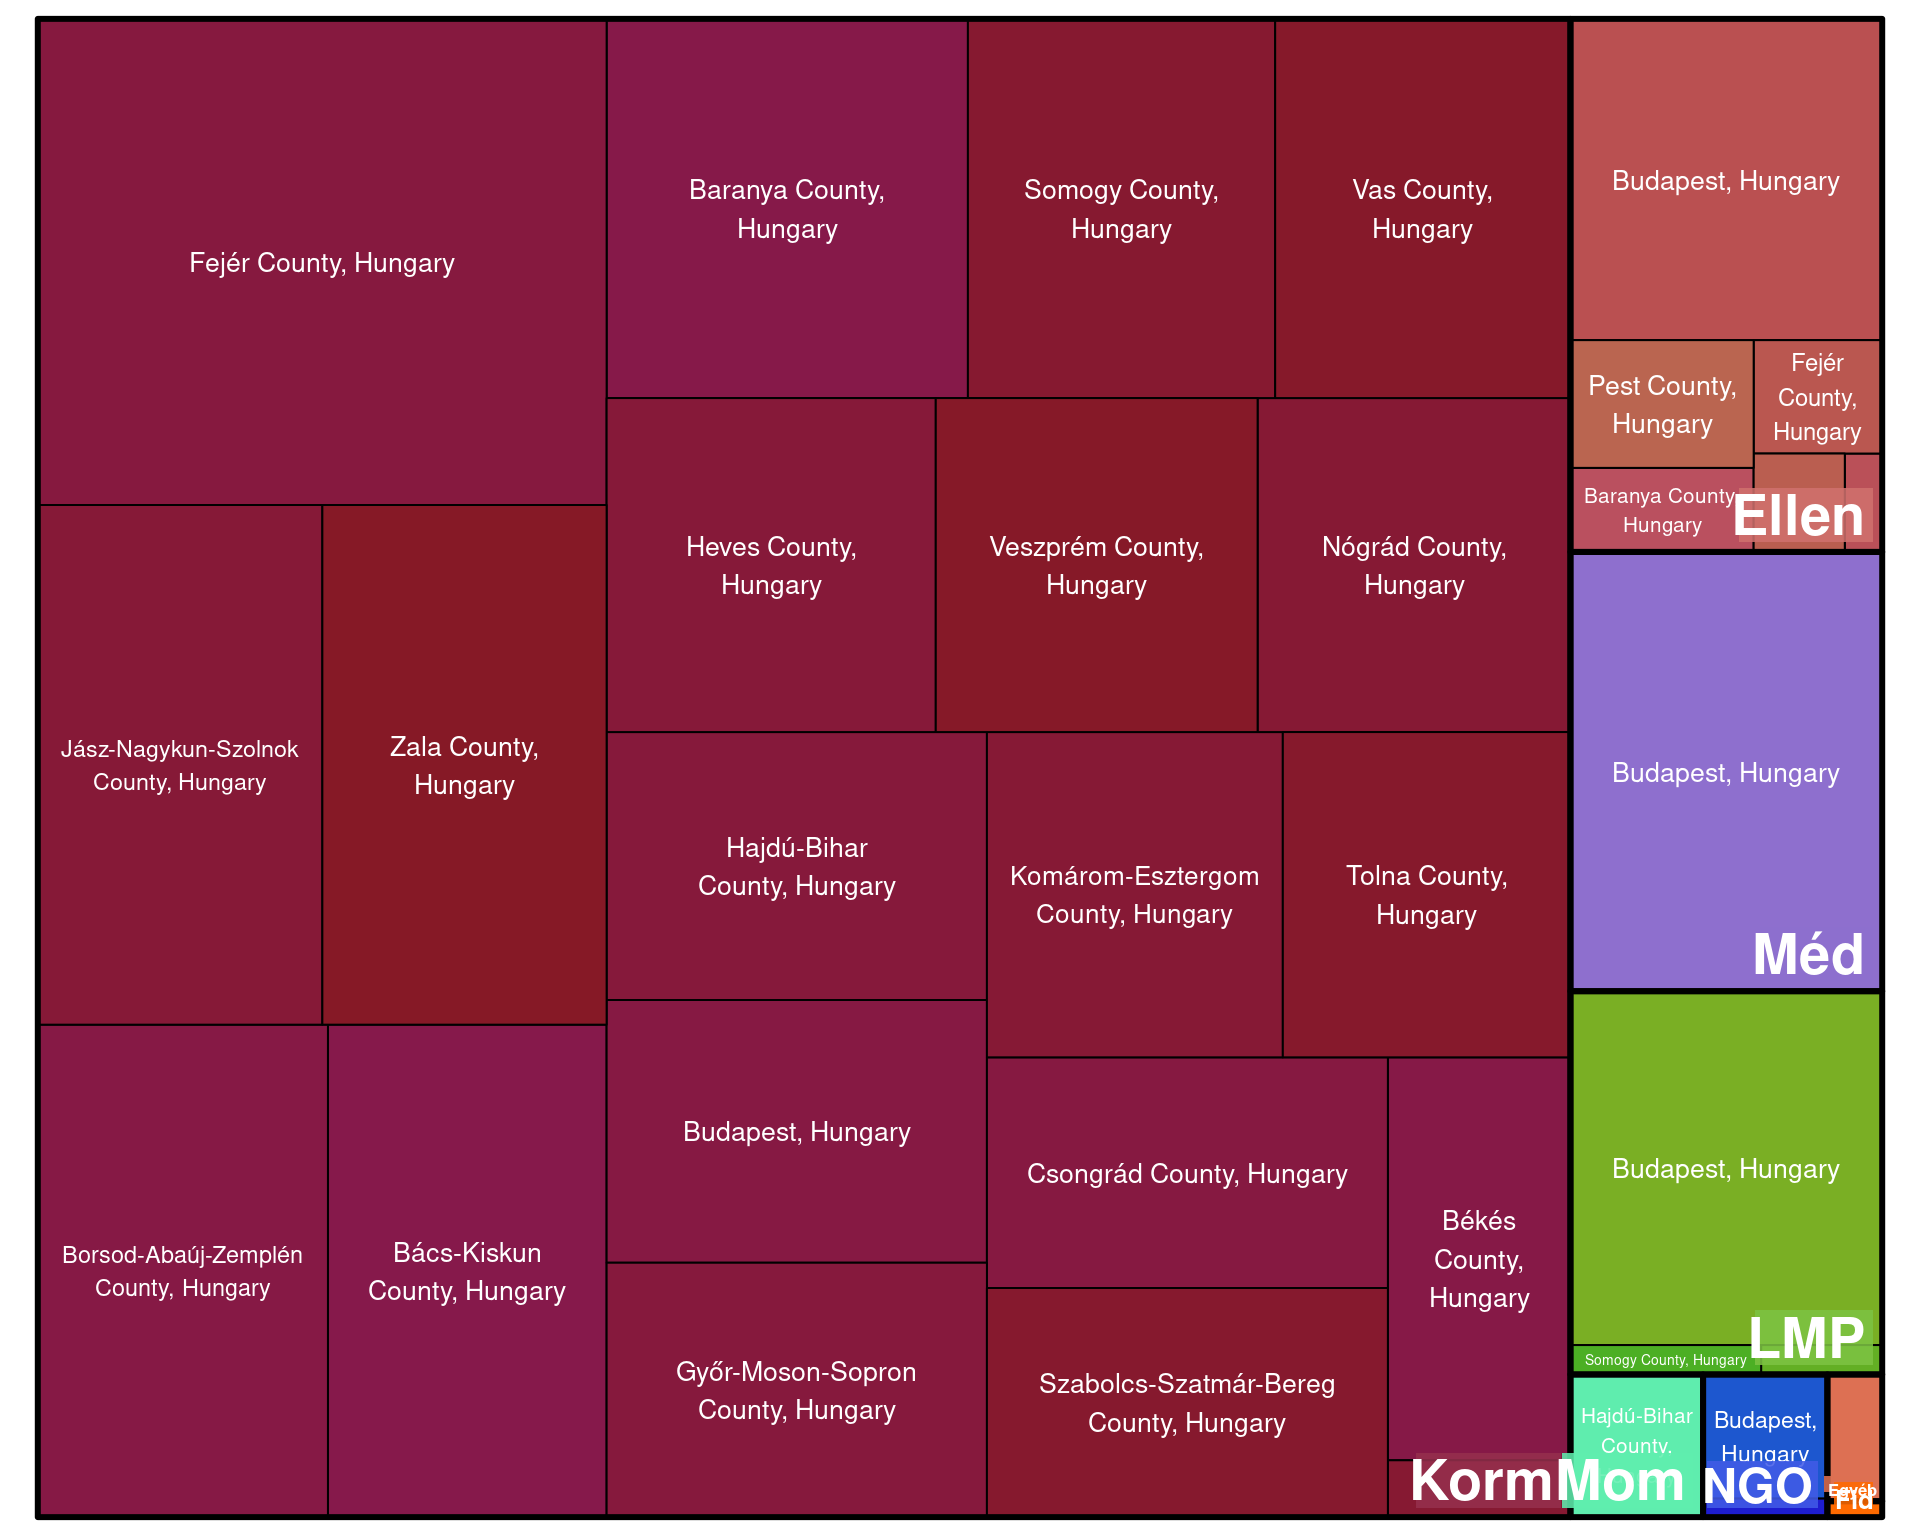 Fejér County, Hungary
Baranya County,
Hungary
Somogy County,
Hungary
Vas County,
Hungary
Budapest, Hungary
Pest County,
Hungary
Fejér
County,
Hungary
Baranya County,
Hungary
Ellen
Jász-Nagykun-Szolnok
County, Hungary
Zala County,
Hungary
Heves County,
Hungary
Veszprém County,
Hungary
Nógrád County,
Hungary
Budapest, Hungary
Méd
Hajdú-Bihar
County, Hungary
Komárom-Esztergom
County, Hungary
Tolna County,
Hungary
Borsod-Abaúj-Zemplén
County, Hungary
Bács-Kiskun
County, Hungary
Budapest, Hungary
Csongrád County, Hungary
Békés
County,
Hungary
Győr-Moson-Sopron
County, Hungary
Szabolcs-Szatmár-Bereg
County, Hungary
Korm
Budapest, Hungary
LMP
Somogy County, Hungary
Hajdú-Bihar
County,
Mom
Budapest,
Hungary
NGO
Egyéb
Fid